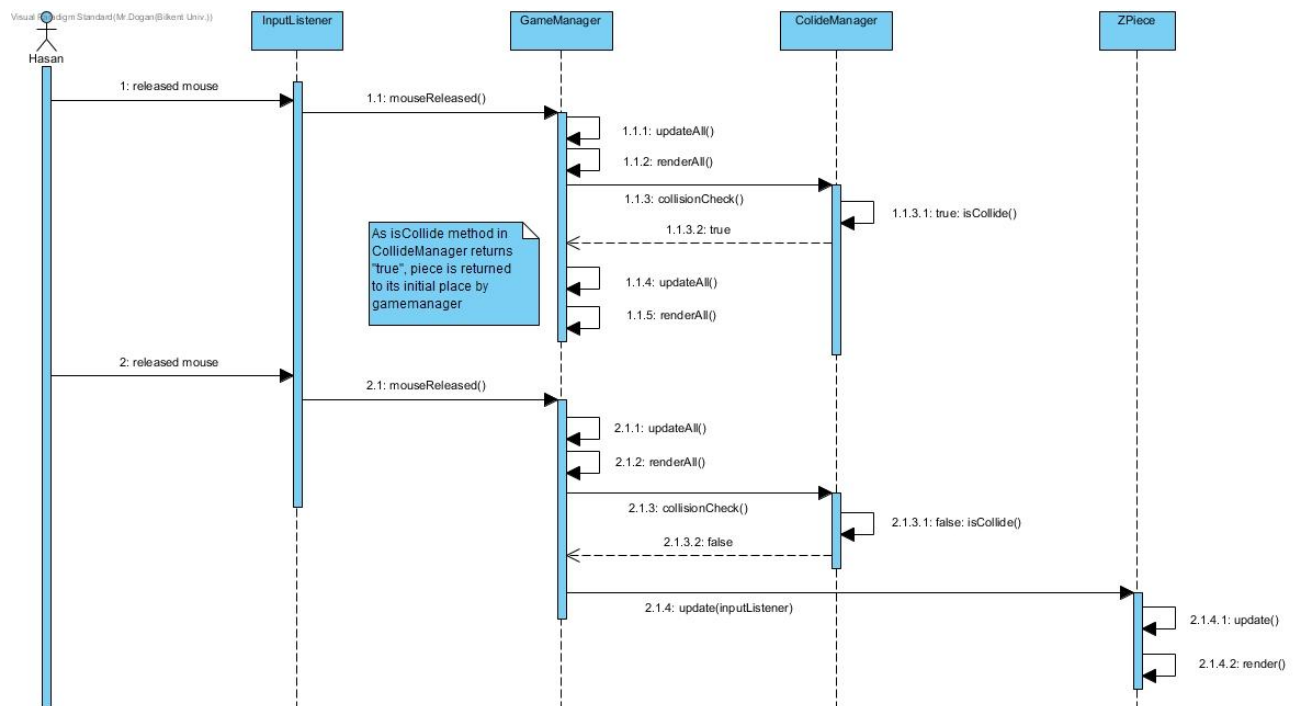 Visual Paradigm Standard(Mr.Dogan(Bilkent Univ.))
Hasan
InputListener
GameManager
ColideManager
ZPiece
1: released mouse
1.1: mouseReleased()
1.1.1: updateAll()
1.1.2: renderAll()
1.1.3: collisionCheck()
1.1.3.1: true: isCollide()
1.1.3.2: true
As isCollide method in
CollideManager returns
"true", piece is returned
to its initial place by
gamemanager
1.1.4: updateAll()
1.1.5: renderAll()
2: released mouse
2.1: mouseReleased()
2.1.1: updateAll()
2.1.2: renderAll()
2.1.3: collisionCheck()
2.1.3.1: false: isCollide()
2.1.3.2: false
2.1.4: update(inputListener)
2.1.4.1: update()
2.1.4.2: render()